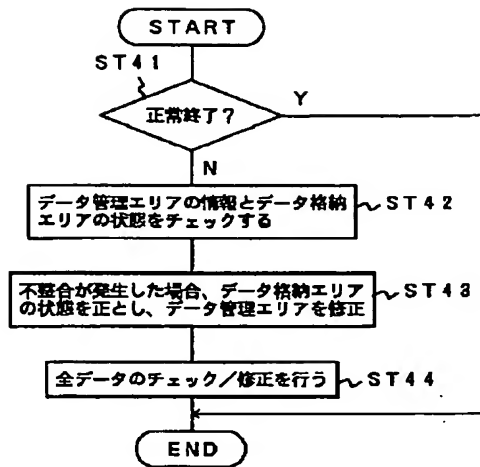 START
ST41
正常終了?
Y
N
データ管理エリアの情報とデータ格納
エリアの状態をチェックする
ST42
不整合が発生した場合、データ格納エリア
の状態を正とし、データ管理エリアを修正
ST43
全データのチェック/修正を行う
ST44
END